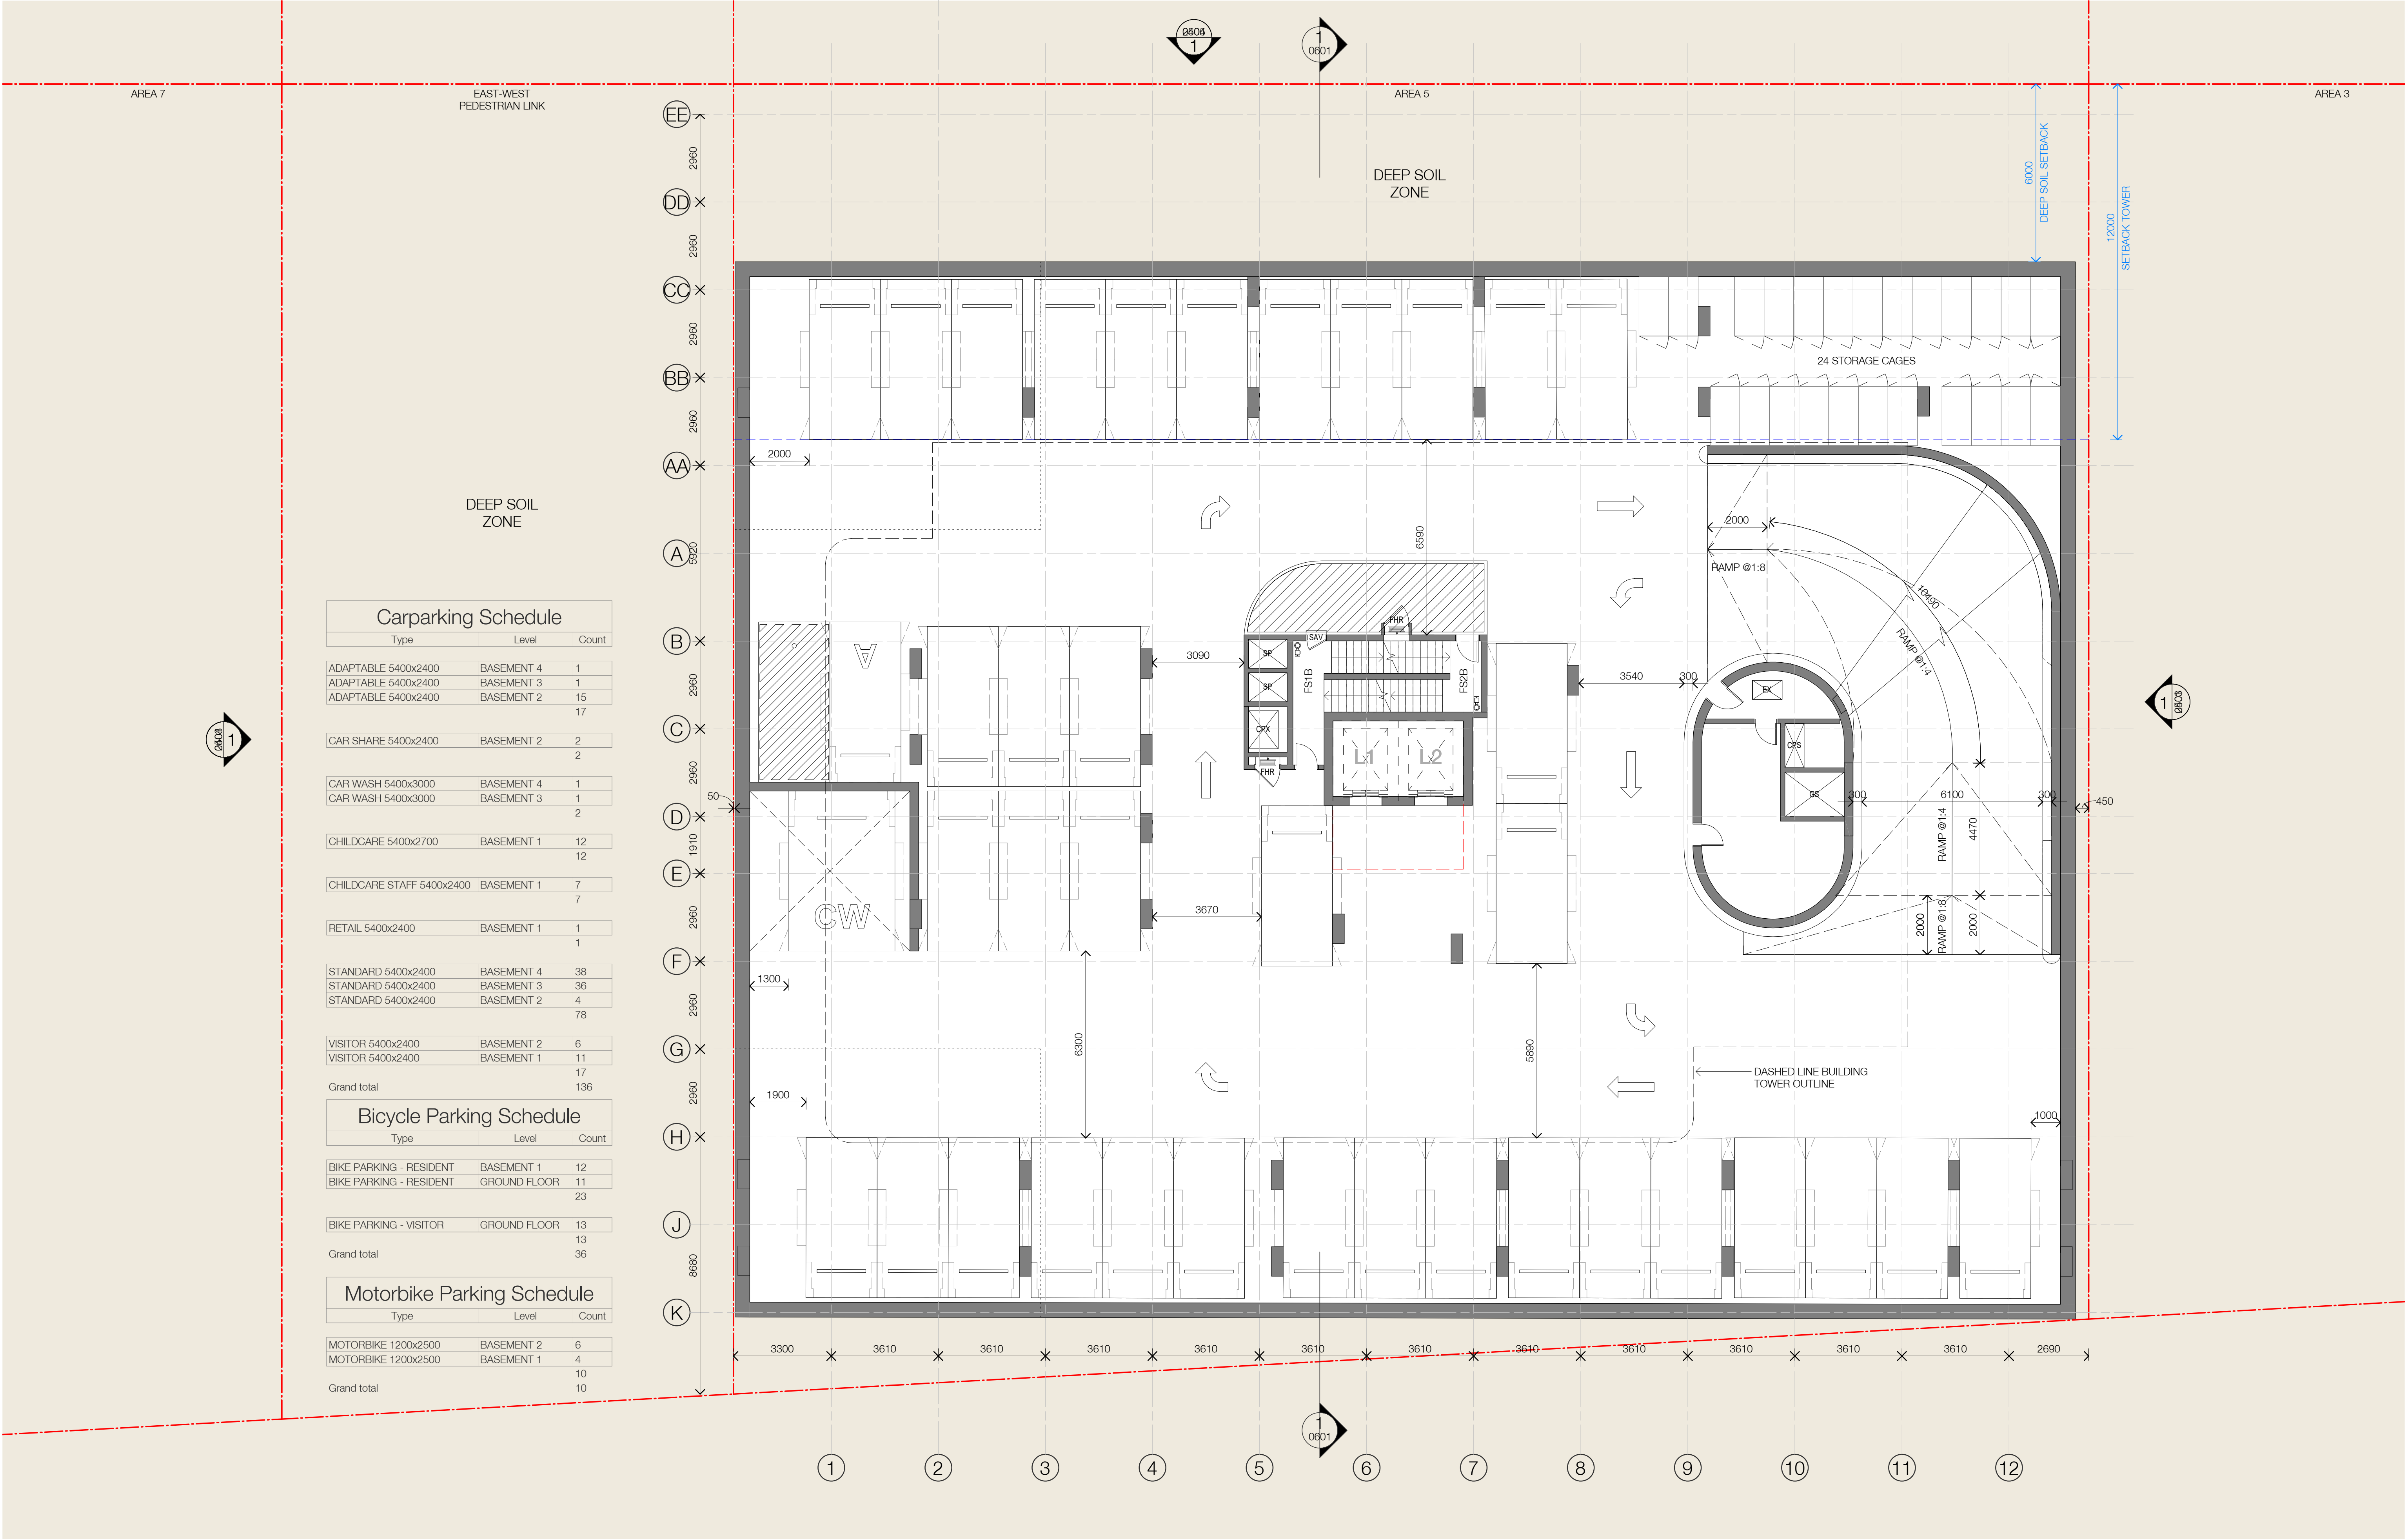 1
1
0601
AREA 7
EAST-WEST
PEDESTRIAN LINK
AREA 5
AREA 3
EE
2960
DEEP SOIL
ZONE
6000
DEEP SOIL SETBACK
12000
SETBACK TOWER
DD
2960
CC
2960
24 STORAGE CAGES
BB
2960
2000
AA
DEEP SOIL
ZONE
6590
2000
A
5920
RAMP @1:8
10490
RAMP @1:4
Carparking Schedule
Type Level Count
ADAPTABLE 5400x2400 BASEMENT 4 1
ADAPTABLE 5400x2400 BASEMENT 3 1
ADAPTABLE 5400x2400 BASEMENT 2 15
17
CAR SHARE 5400x2400 BASEMENT 2 2
2
CAR WASH 5400x3000 BASEMENT 4 1
CAR WASH 5400x3000 BASEMENT 3 1
2
CHILDCARE 5400x2700 BASEMENT 1 12
12
CHILDCARE STAFF 5400x2400 BASEMENT 1 7
7
RETAIL 5400x2400 BASEMENT 1 1
1
STANDARD 5400x2400 BASEMENT 4 38
STANDARD 5400x2400 BASEMENT 3 36
STANDARD 5400x2400 BASEMENT 2 4
78
VISITOR 5400x2400 BASEMENT 2 6
VISITOR 5400x2400 BASEMENT 1 11
17
Grand total 136
Bicycle Parking Schedule
Type Level Count
BIKE PARKING - RESIDENT BASEMENT 1 12
BIKE PARKING - RESIDENT GROUND FLOOR 11
23
BIKE PARKING - VISITOR GROUND FLOOR 13
13
Grand total 36
Motorbike Parking Schedule
Type Level Count
MOTORBIKE 1200x2500 BASEMENT 2 6
MOTORBIKE 1200x2500 BASEMENT 1 4
10
Grand total 10
B
2960
A
3090
SP
SP
CPX
FHR
SAV
FHR
FS1B
FS2B
L1
L2
3540
300
EX
CPS
GS
C
2960
1
1
50
D
1910
300
6100
300
450
RAMP @1:4
4470
E
2960
CW
3670
2000
RAMP @1:8
2000
F
2960
1300
6300
5890
G
2960
DASHED LINE BUILDING
TOWER OUTLINE
1900
1000
H
J
8680
K
3300 3610 3610 3610 3610 3610 3610 3610 3610 3610 3610 3610 2690
1
0601
1 2 3 4 5 6 7 8 9 10 11 12